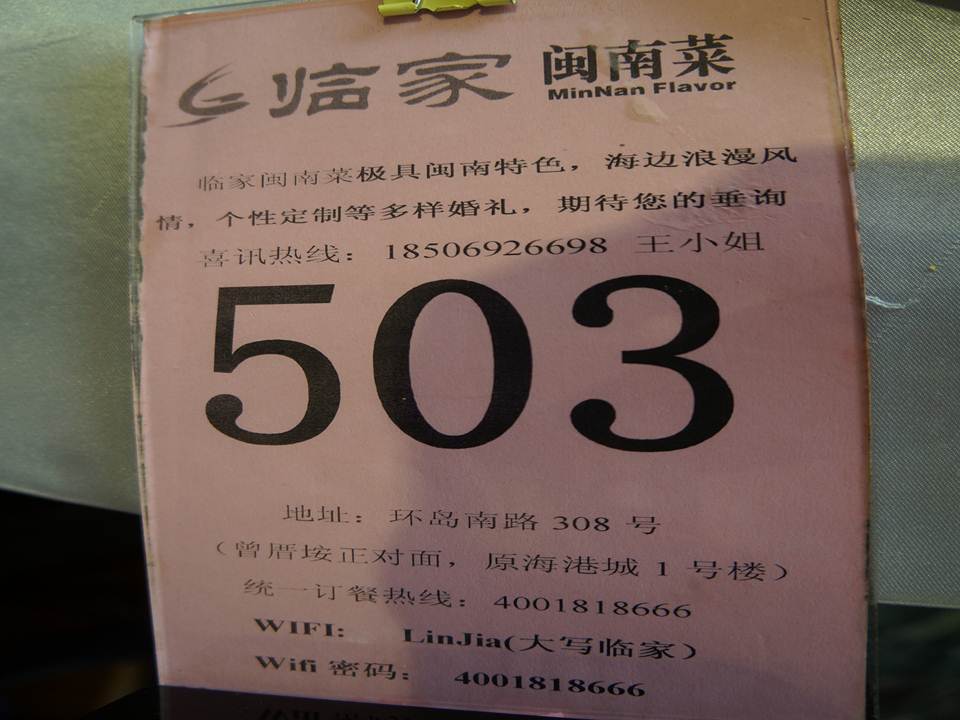 临家 闽南菜
MinNan Flavor
临家闽南菜极具闽南特色，海边浪漫风
情，个性定制等多样婚礼，期待您的垂询
喜讯热线：18506926698 王小姐
503
地址：环岛南路 308 号
（曾厝垵正对面，原海港城 1 号楼）
统一订餐热线：4001818666
WIFI: LinJia(大写临家）
Wifi 密码：4001818666